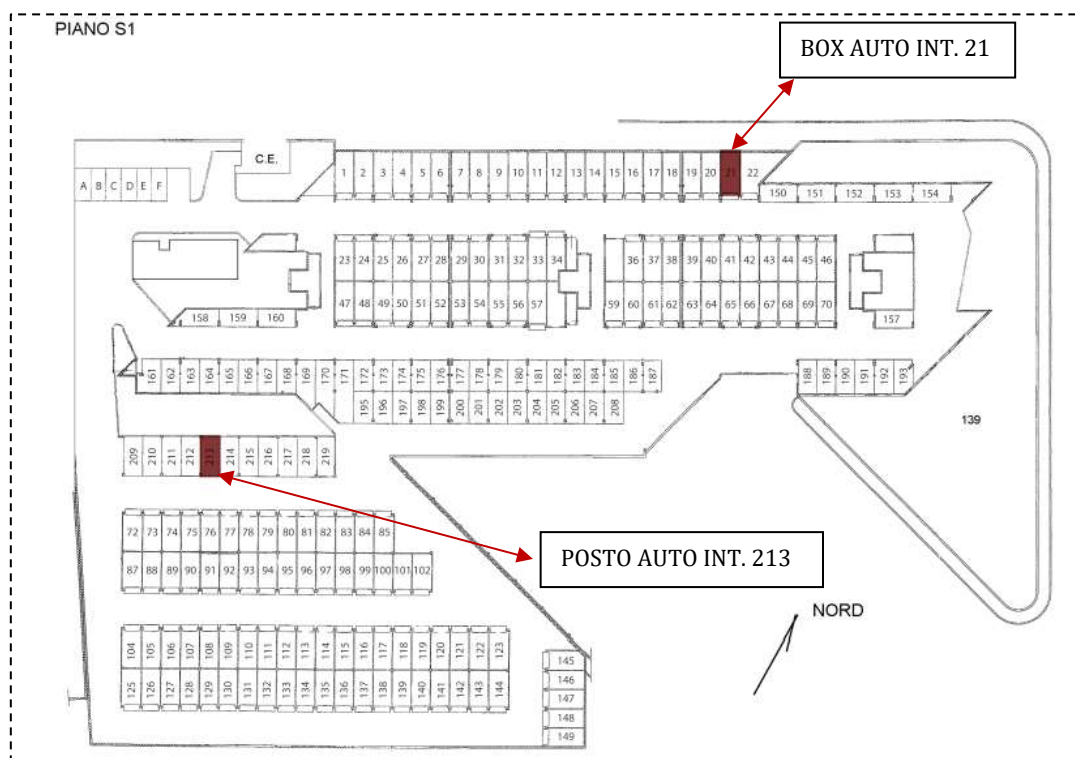 PIANO S1
BOX AUTO INT. 21
C.E.
A B C D E F
1 2 3 4 5 6 7 8 9 10 11 12 13 14 15 16 17 18 19 20 21 22
150 151 152 153 154
23 24 25 26 27 28 29 30 31 32 33 34 36 37 38 39 40 41 42 43 44 45 46
47 48 49 50 51 52 53 54 55 56 57 59 60 61 62 63 64 65 66 67 68 69 70
158 159 160
157
161 162 163 164 165 166 167 168 169 170 171 172 173 174 175 176 177 178 179 180 181 182 183 184 185 186 187
188 189 190 191 192 193
195 196 197 198 199 200 201 202 203 204 205 206 207 208
139
209 210 211 212 213 214 215 216 217 218 219
72 73 74 75 76 77 78 79 80 81 82 83 84 85
87 88 89 90 91 92 93 94 95 96 97 98 99 100 101 102
POSTO AUTO INT. 213
NORD
104 105 106 107 108 109 110 111 112 113 114 115 116 117 118 119 120 121 122 123
125 126 127 128 129 130 131 132 133 134 135 136 137 138 139 140 141 142 143 144
145
146
147
148
149